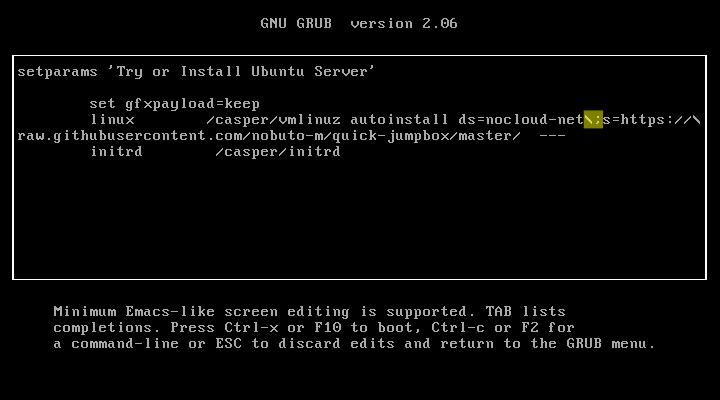 GNU GRUB  version 2.06
setparams 'Try or Install Ubuntu Server'
set gfxpayload=keep
linux        /casper/vmlinuz autoinstall ds=nocloud-net\;s=https://\
raw.githubusercontent.com/nobuto-m/quick-jumpbox/master/  ---
initrd        /casper/initrd
Minimum Emacs-like screen editing is supported. TAB lists
completions. Press Ctrl-x or F10 to boot, Ctrl-c or F2 for
a command-line or ESC to discard edits and return to the GRUB menu.